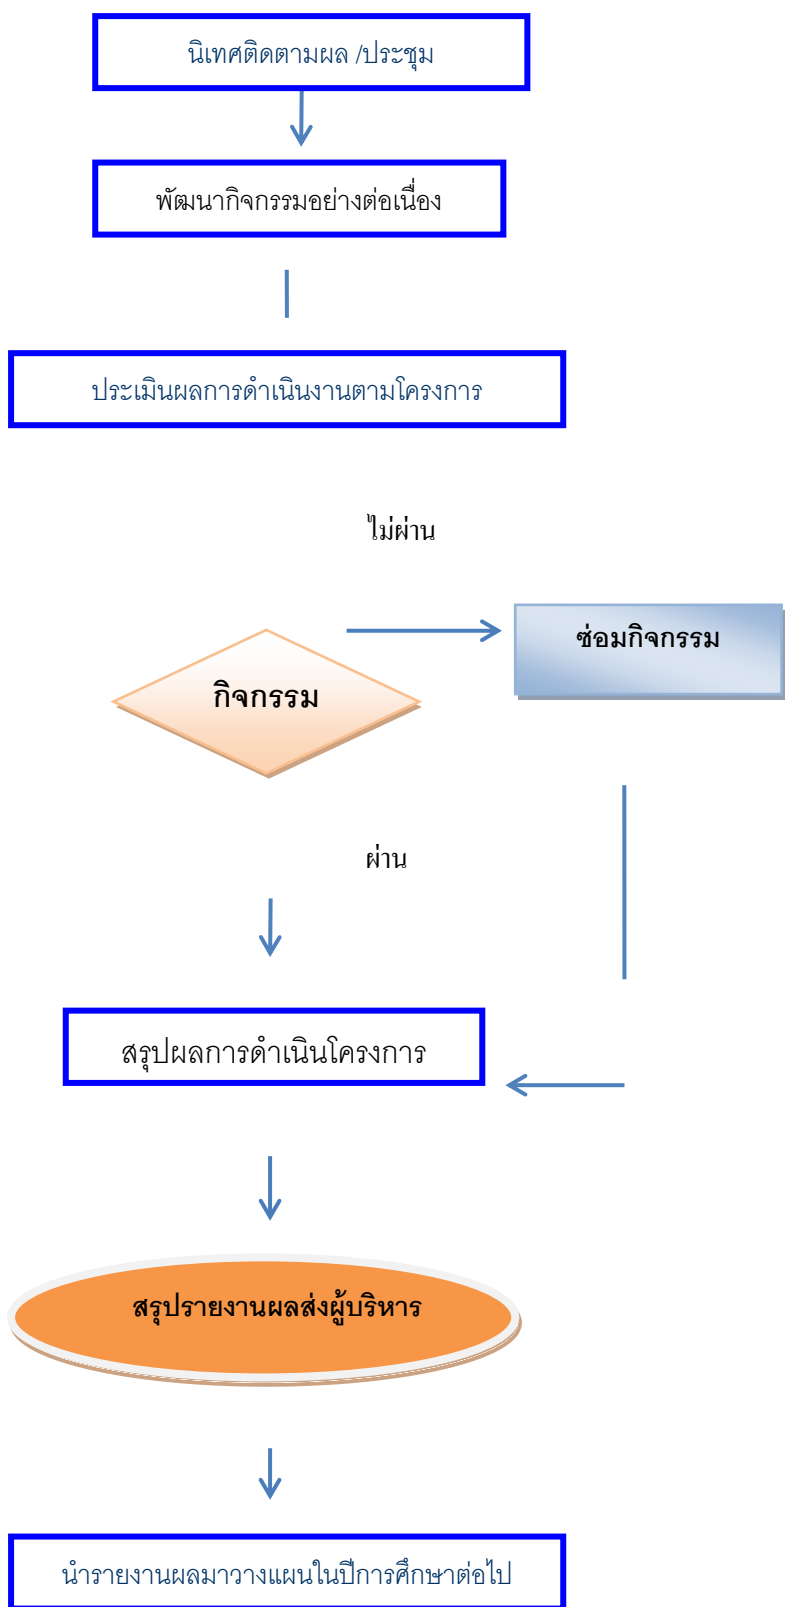 นิเทศติดตามผล /ประชุม
พัฒนากิจกรรมอย่างต่อเนื่อง
ประเมินผลการดำเนินงานตามโครงการ
ไม่ผ่าน
ซ่อมกิจกรรม
กิจกรรม
ผ่าน
สรุปผลการดำเนินโครงการ
สรุปรายงานผลส่งผู้บริหาร
นำรายงานผลมาวางแผนในปีการศึกษาต่อไป